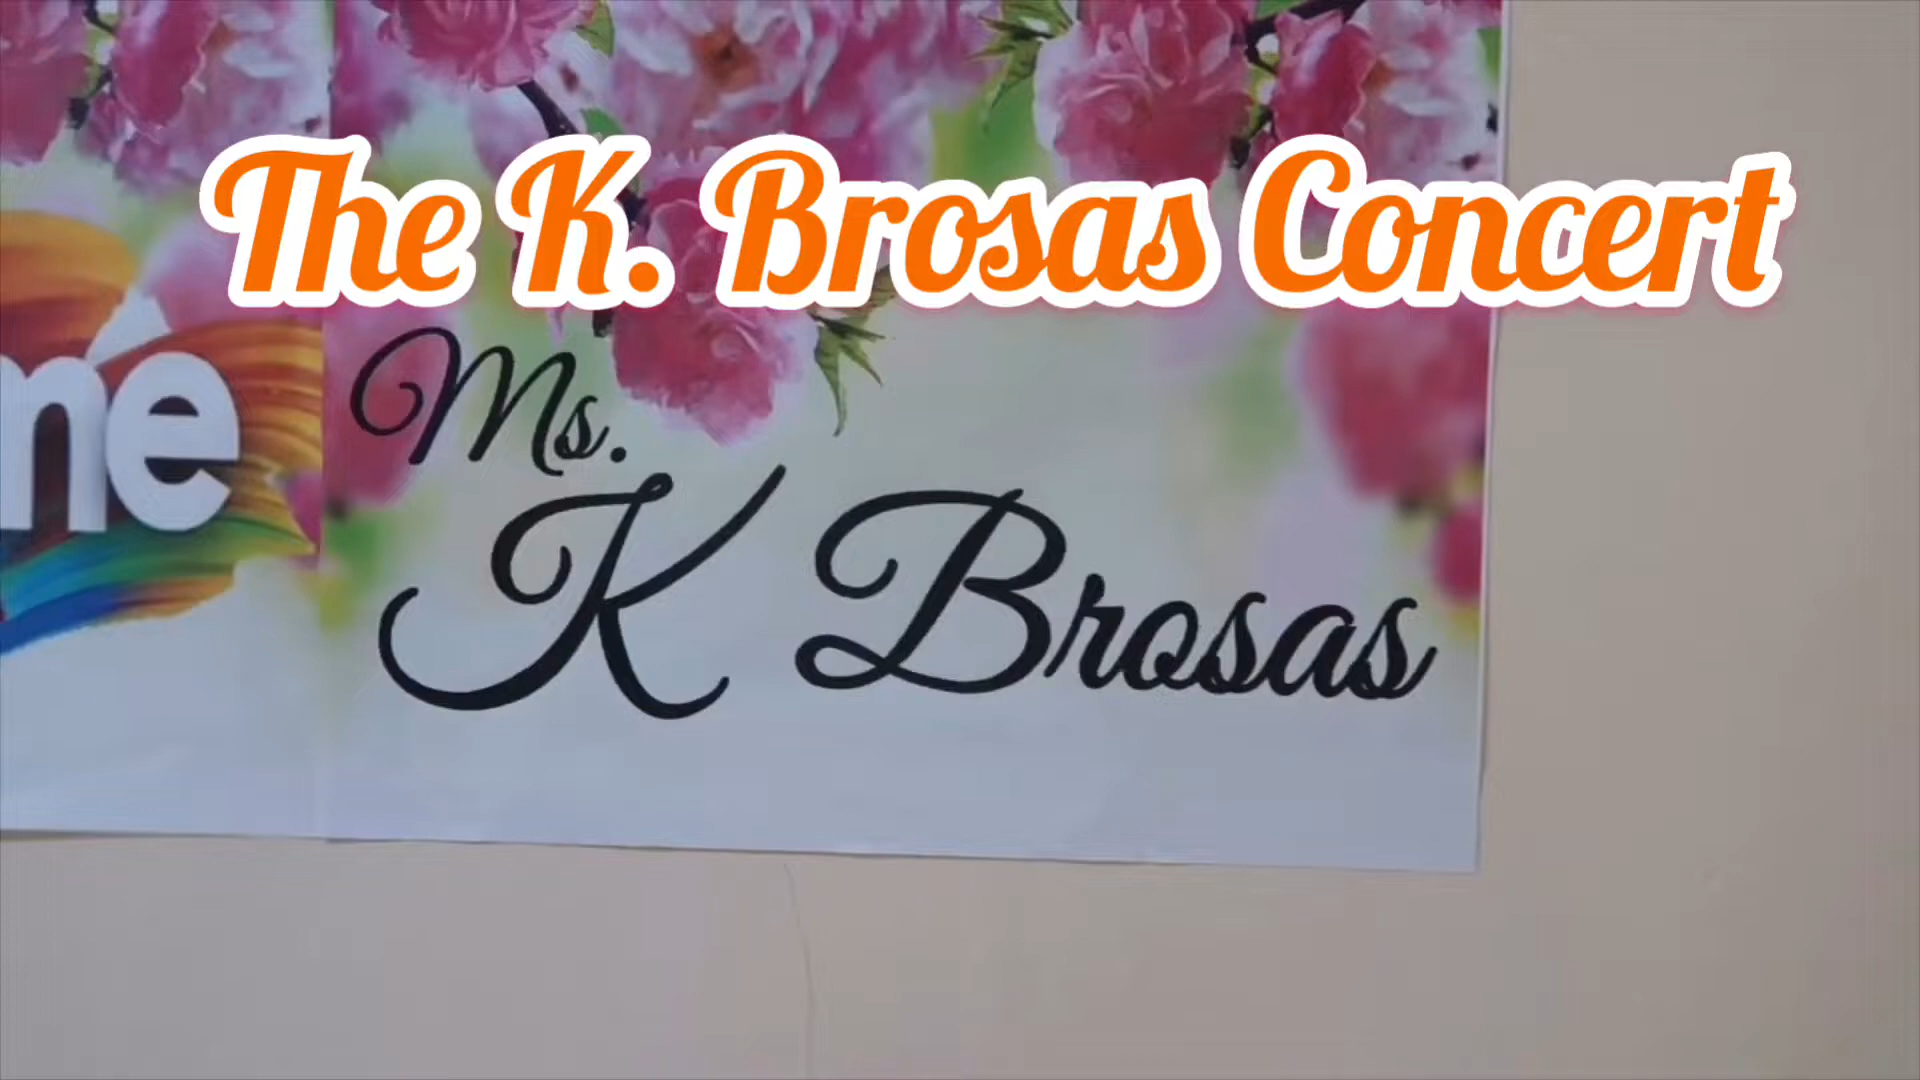 The K. Brosas Concert
me
Ms.
K Brosas